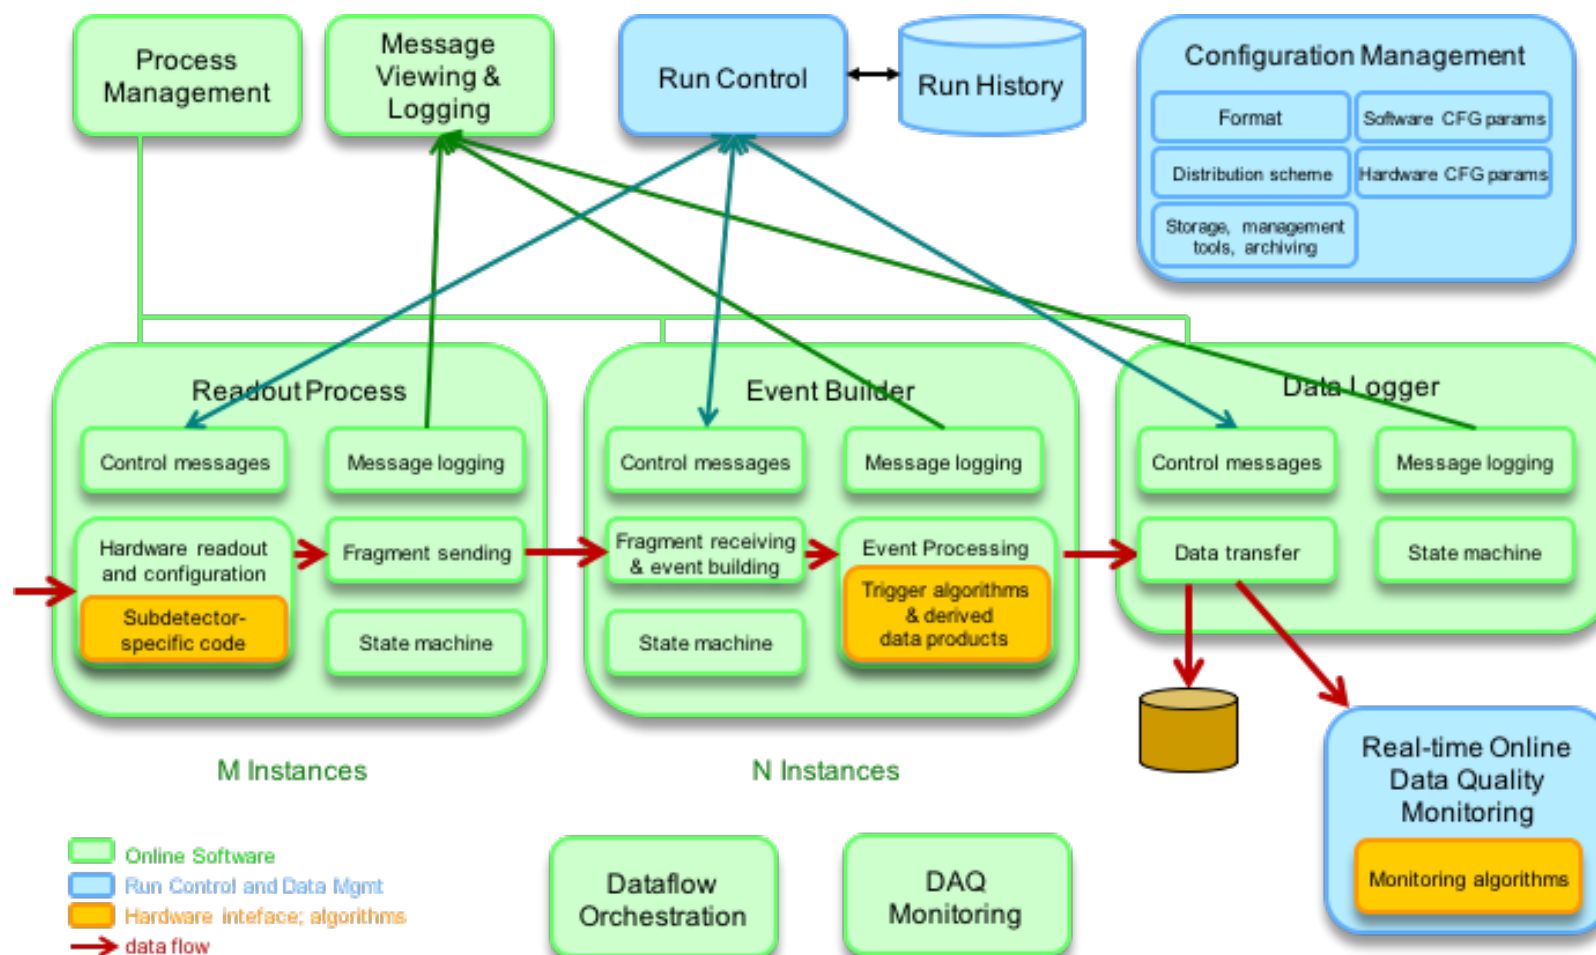 Process
Management
Message
Viewing &
Logging
Run Control
Run History
Configuration Management
Format
Software CFG params
Distribution scheme
Hardware CFG params
Storage, management
tools, archiving
Readout Process
Control messages
Message logging
Hardware readout
and configuration
Subdetector-
specific code
Fragment sending
State machine
Event Builder
Control messages
Message logging
Fragment receiving
& event building
Event Processing
Trigger algorithms
& derived
data products
State machine
Data Logger
Control messages
Message logging
Data transfer
State machine
M Instances
N Instances
Real-time Online
Data Quality
Monitoring
Monitoring algorithms
Online Software
Run Control and Data Mgmt
Hardware inteface; algorithms
data flow
Dataflow
Orchestration
DAQ
Monitoring